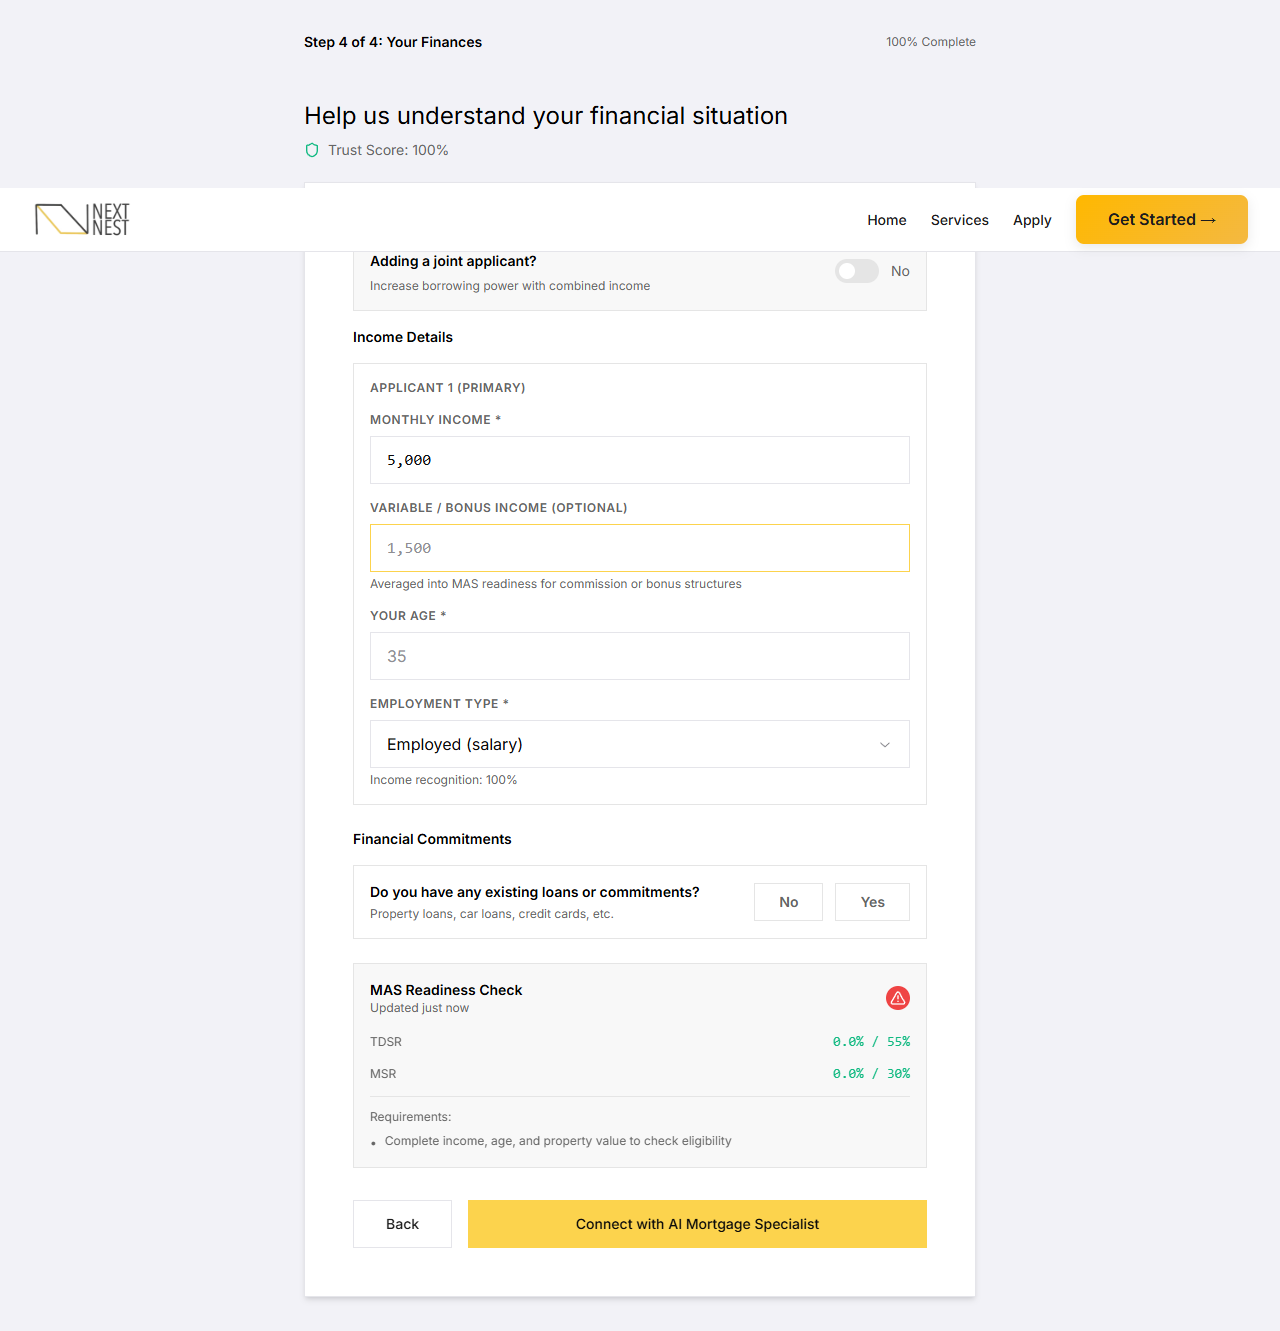 Step 4 of 4: Your Finances
100% Complete
Help us understand your financial situation
Trust Score: 100%
NEXT NEST
Home
Services
Apply
Get Started →
Adding a joint applicant?
Increase borrowing power with combined income
No
Income Details
APPLICANT 1 (PRIMARY)
MONTHLY INCOME *
5,000
VARIABLE / BONUS INCOME (OPTIONAL)
1,500
Averaged into MAS readiness for commission or bonus structures
YOUR AGE *
35
EMPLOYMENT TYPE *
Employed (salary)
Income recognition: 100%
Financial Commitments
Do you have any existing loans or commitments?
Property loans, car loans, credit cards, etc.
No
Yes
MAS Readiness Check
Updated just now
TDSR
0.0% / 55%
MSR
0.0% / 30%
Requirements:
• Complete income, age, and property value to check eligibility
Back
Connect with AI Mortgage Specialist